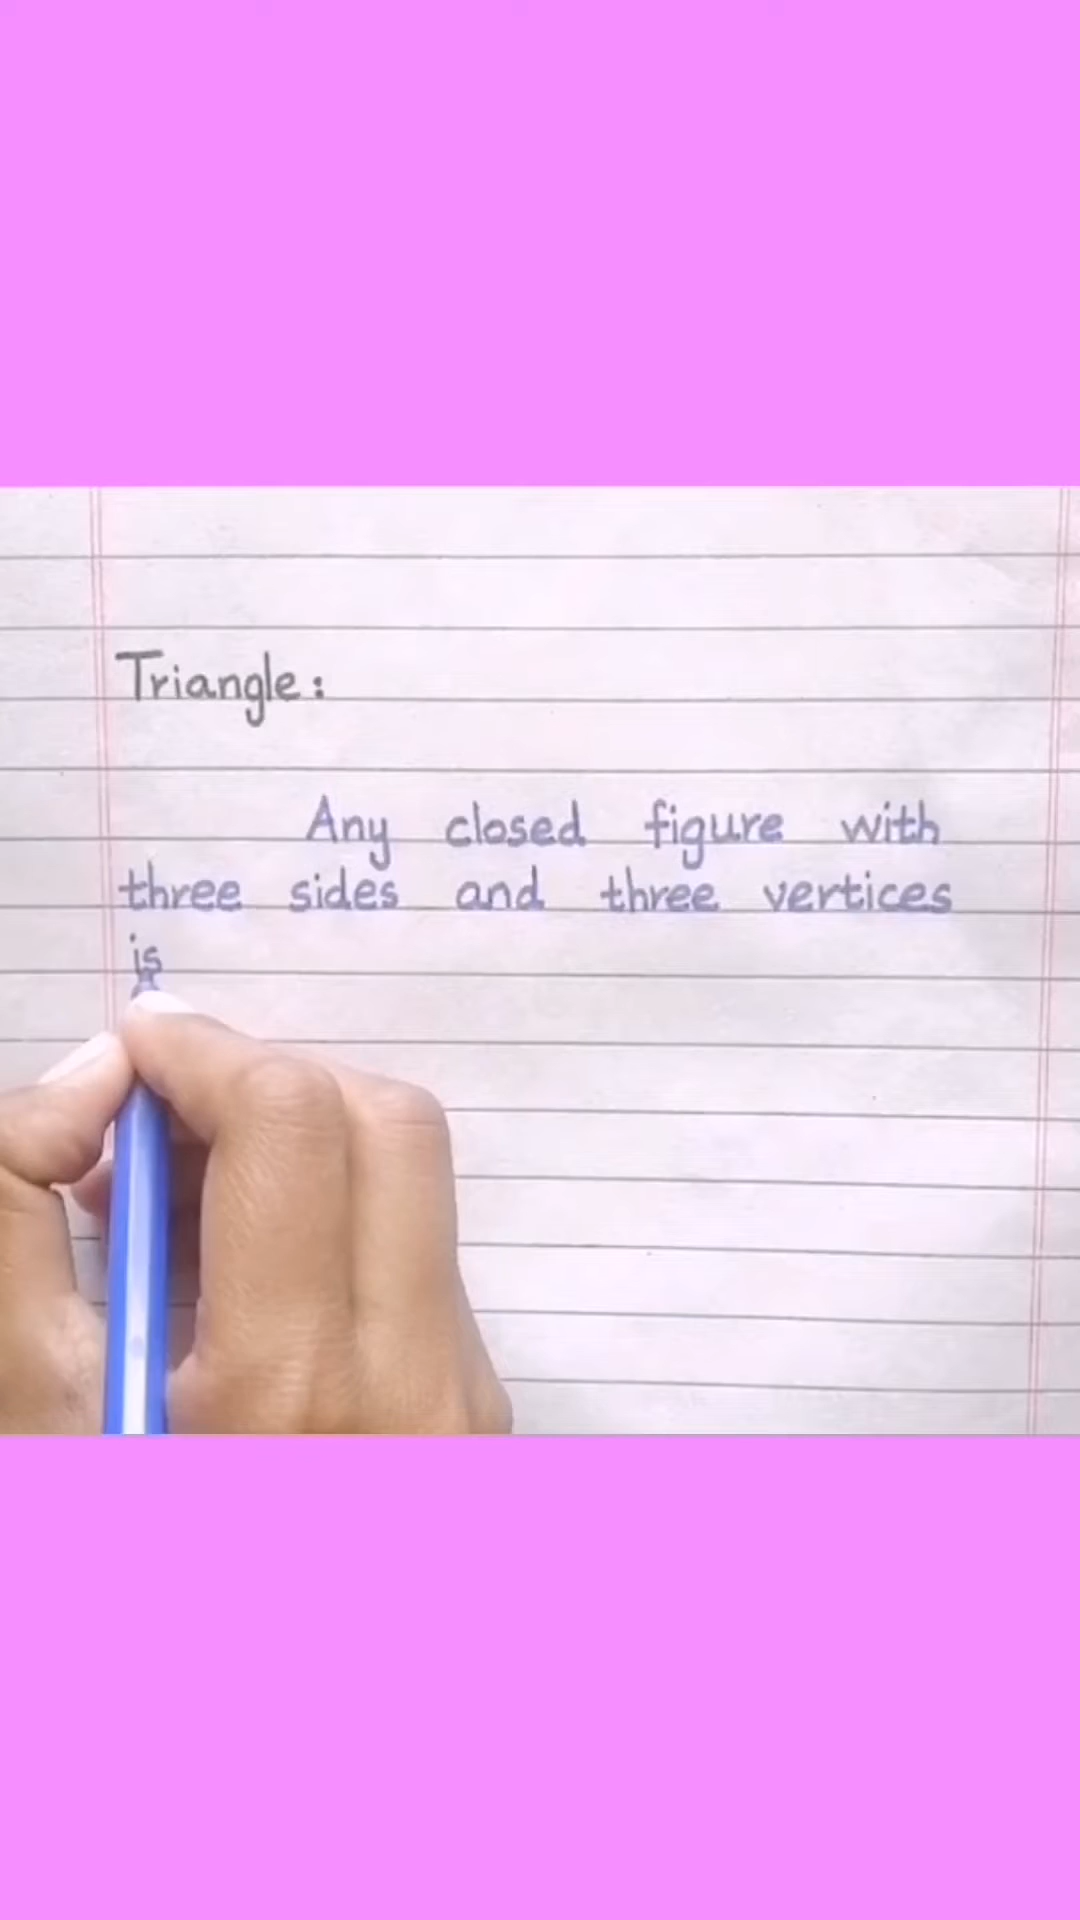 Triangle:
Any closed figure with
three sides and three vertices
is